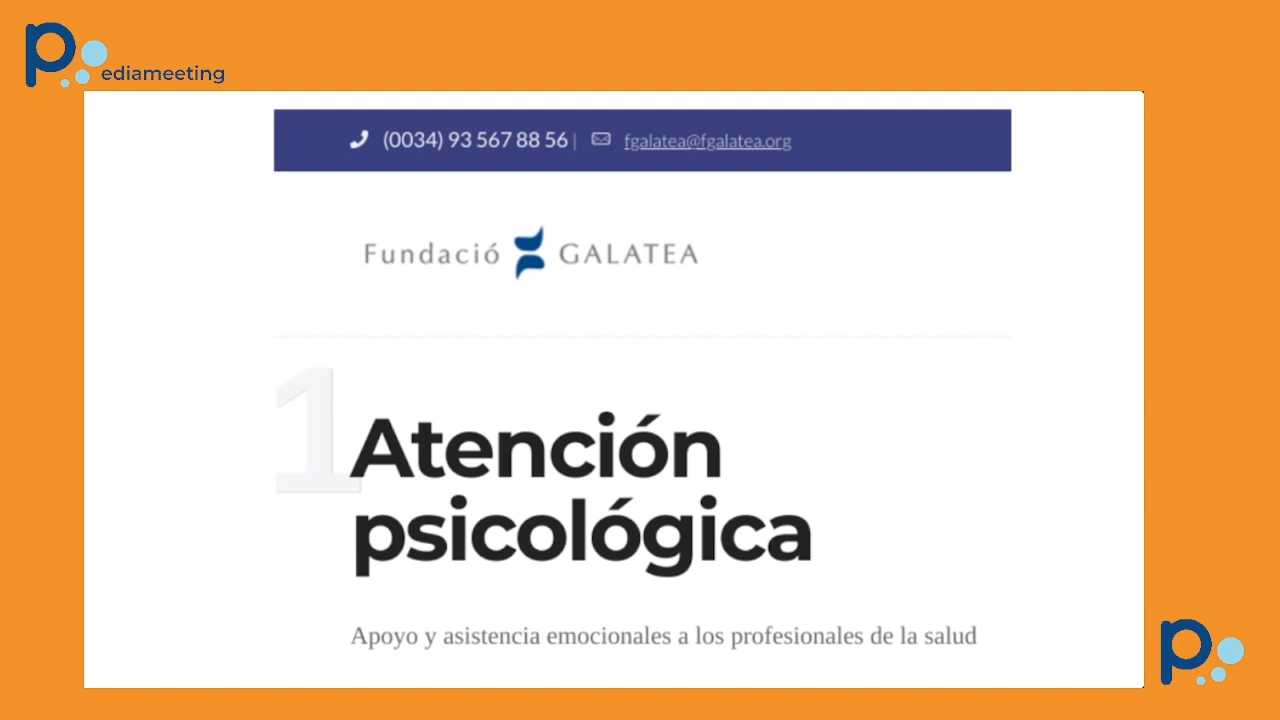 pediameeting
(0034) 93 567 88 56 | fgalatea@fgalatea.org
Fundació GALATEA
1
Atención
psicológica
Apoyo y asistencia emocionales a los profesionales de la salud
p